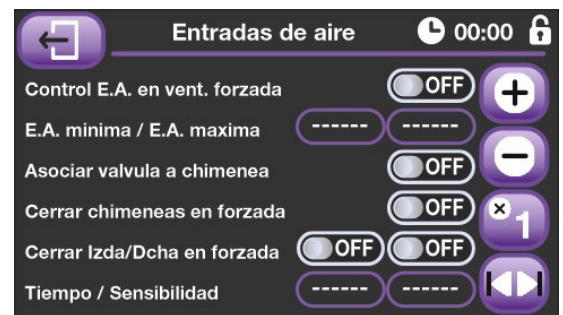 Entradas de aire 00:00
Control E.A. en vent. forzada OFF
E.A. minima / E.A. maxima ------ ------
Asociar valvula a chimenea OFF
Cerrar chimeneas en forzada OFF
Cerrar Izda/Dcha en forzada OFF OFF
Tiempo / Sensibilidad ------ ------
+
−
×1